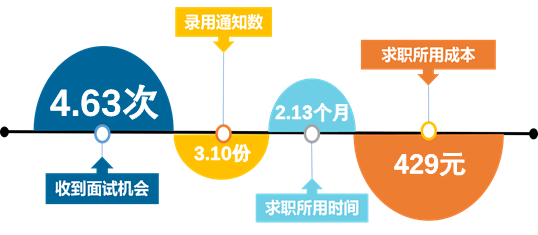 录用通知数
求职所用成本
4.63次
2.13个月
3.10份
429元
收到面试机会
求职所用时间